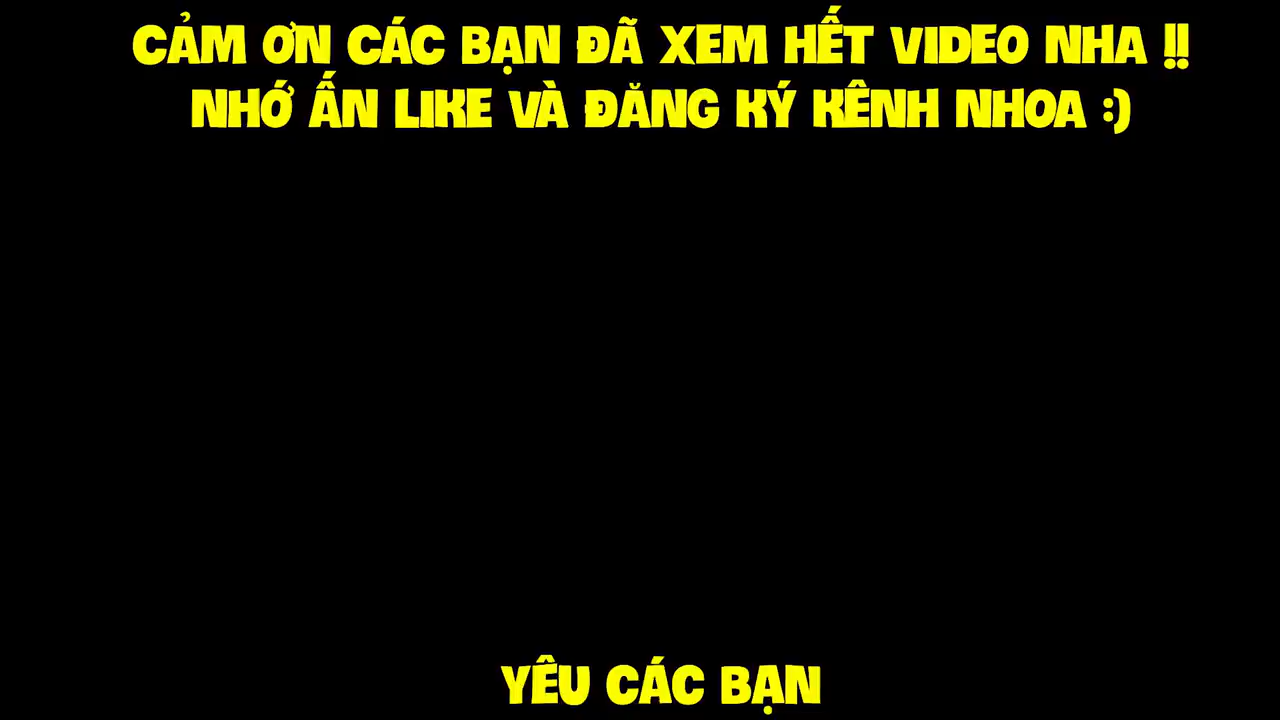 CẢM ƠN CÁC BẠN ĐÃ XEM HẾT VIDEO NHA !!
NHỚ ẤN LIKE VÀ ĐĂNG KÝ KÊNH NHOA :)
YÊU CÁC BẠN